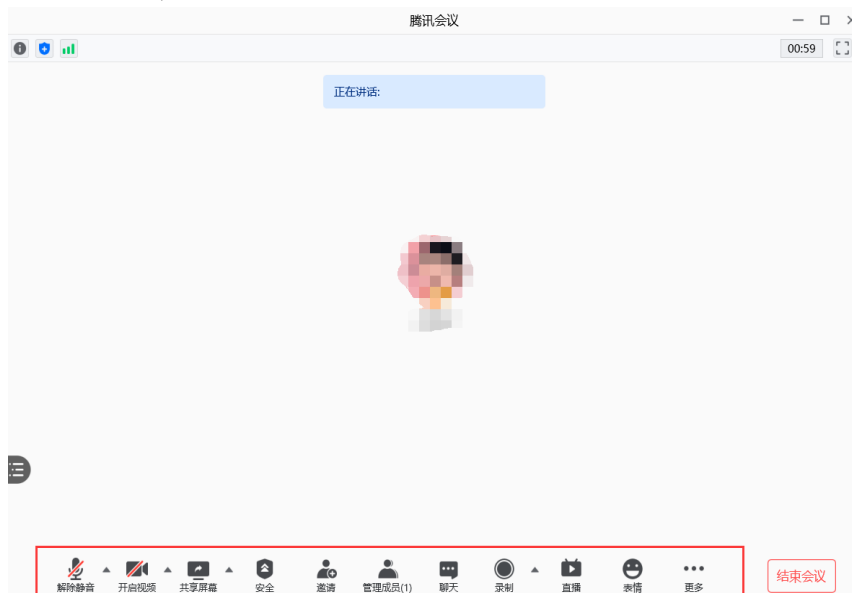 腾讯会议
00:59
正在讲话:
解除静音 开启视频 共享屏幕 安全 邀请 管理成员(1) 聊天 录制 直播 表情 更多 结束会议